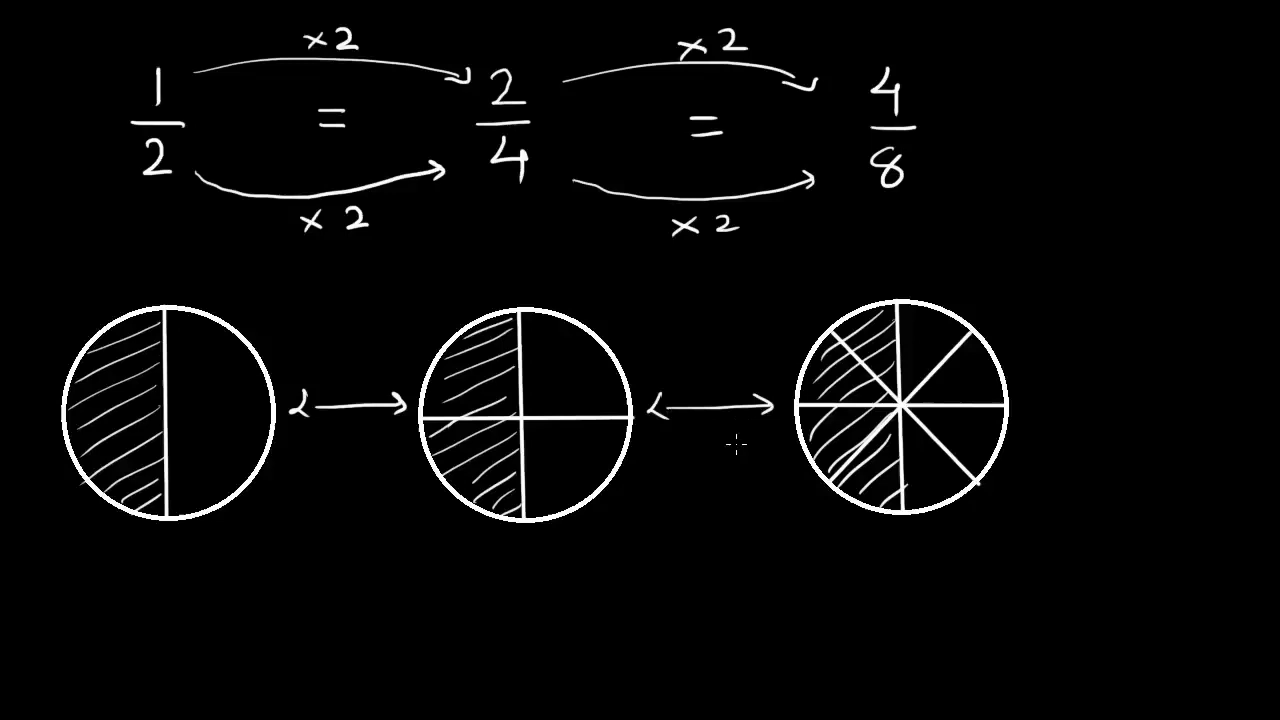 ×2 ×2
1/2 = 2/4 = 4/8
×2 ×2